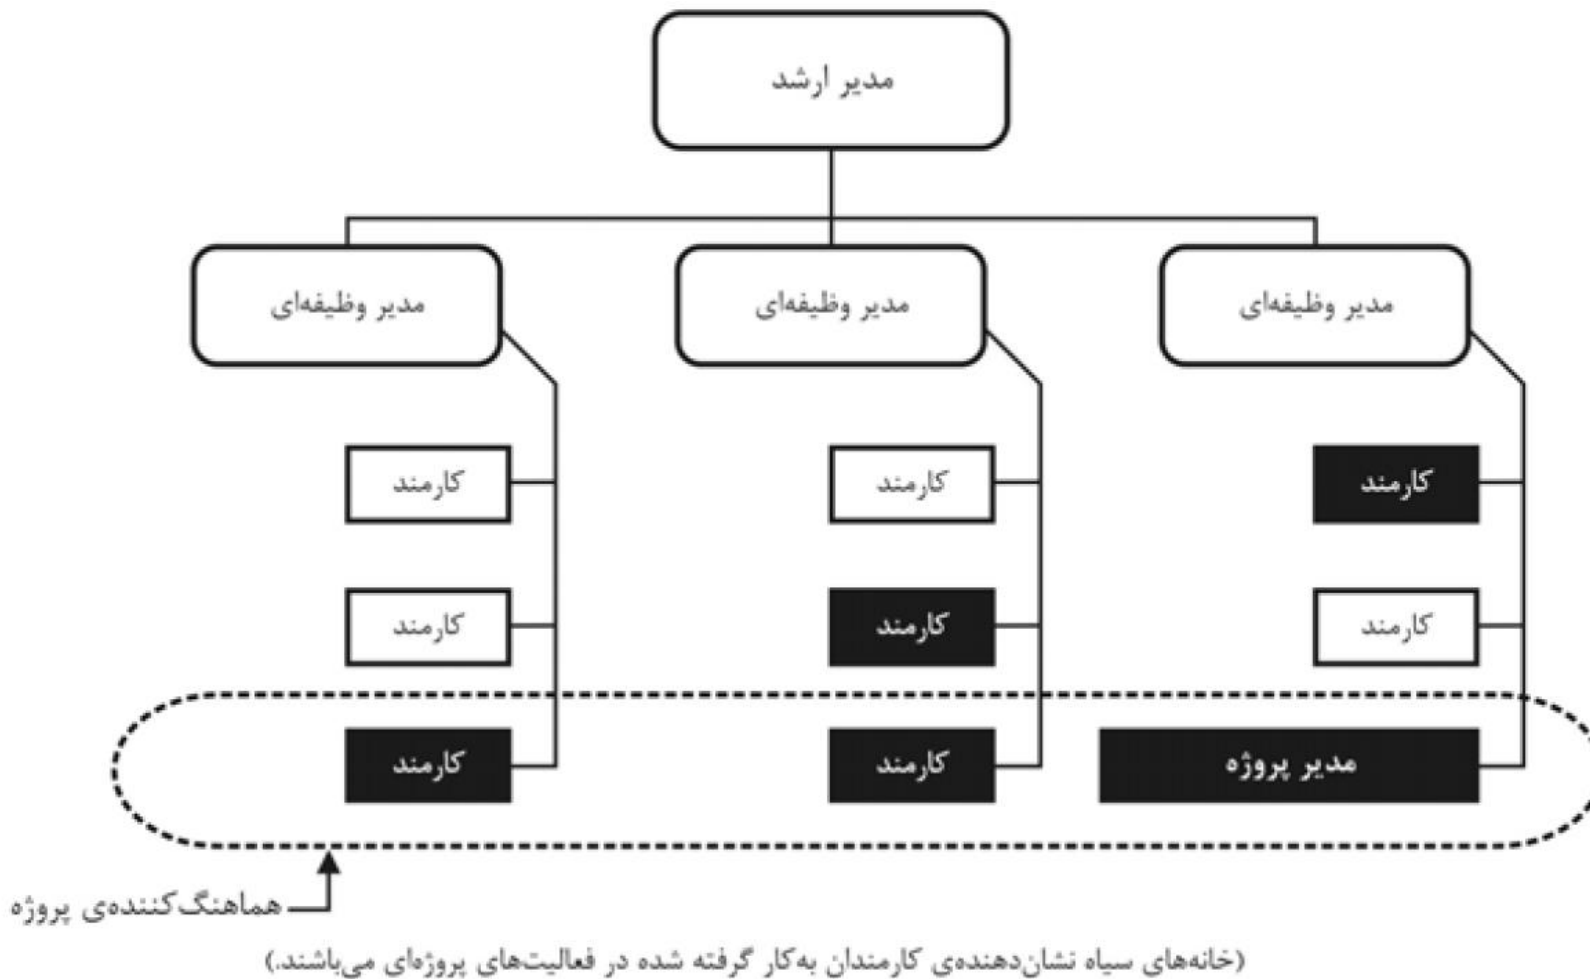 مدیر ارشد
مدیر وظیفه‌ای
مدیر وظیفه‌ای
مدیر وظیفه‌ای
کارمند
کارمند
کارمند
کارمند
کارمند
کارمند
مدیر پروژه
کارمند
کارمند
هماهنگ‌کننده‌ی پروژه
(خانه‌های سیاه نشان‌دهنده‌ی کارمندان به‌کار گرفته شده در فعالیت‌های پروژه‌ای می‌باشند.)